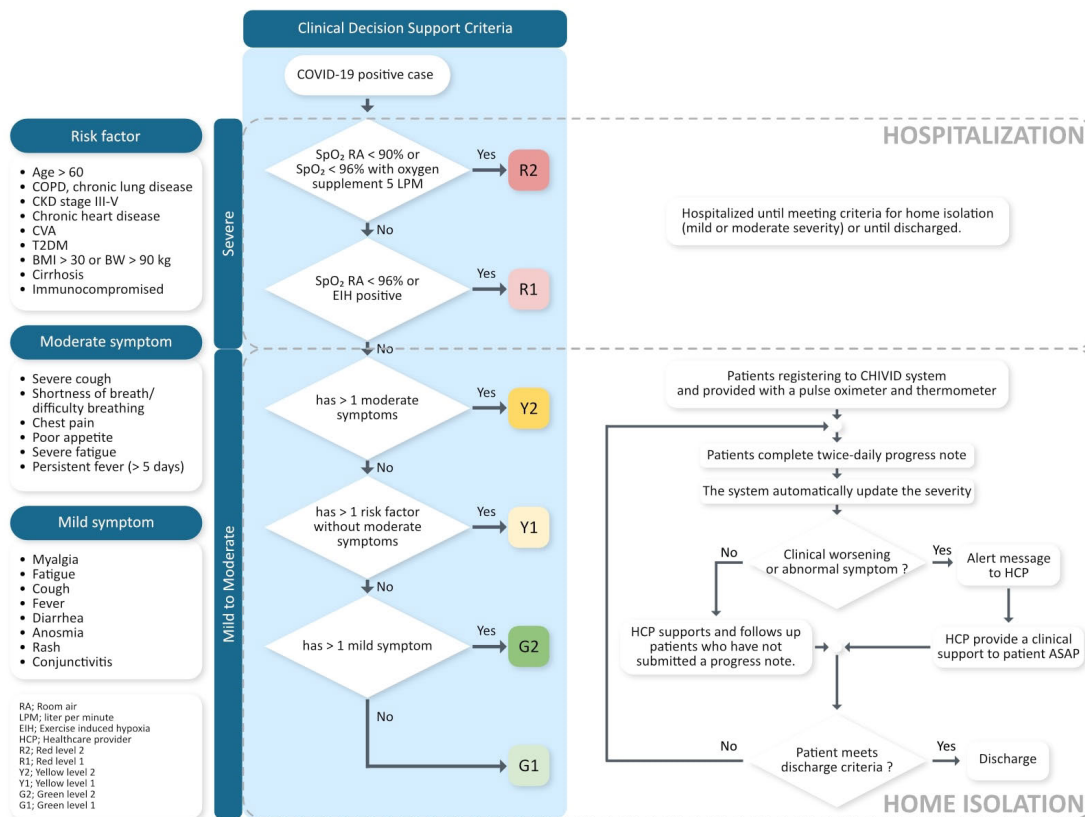 Clinical Decision Support Criteria
COVID-19 positive case
Risk factor
• Age > 60
• COPD, chronic lung disease
• CKD stage III-V
• Chronic heart disease
• CVA
• T2DM
• BMI > 30 or BW > 90 kg
• Cirrhosis
• Immunocompromised
Moderate symptom
• Severe cough
• Shortness of breath/
difficulty breathing
• Chest pain
• Poor appetite
• Severe fatigue
• Persistent fever (> 5 days)
Mild symptom
• Myalgia
• Fatigue
• Cough
• Fever
• Diarrhea
• Anosmia
• Rash
• Conjunctivitis
RA; Room air
LPM; liter per minute
EIH; Exercise induced hypoxia
HCP; Healthcare provider
R2; Red level 2
R1; Red level 1
Y2; Yellow level 2
Y1; Yellow level 1
G2; Green level 2
G1; Green level 1
Severe
Mild to Moderate
SpO₂ RA < 90% or
SpO₂ < 96% with oxygen
supplement 5 LPM
Yes
R2
No
SpO₂ RA < 96% or
EIH positive
Yes
R1
No
has > 1 moderate
symptoms
Yes
Y2
No
has > 1 risk factor
without moderate
symptoms
Yes
Y1
No
has > 1 mild symptom
Yes
G2
No
G1
HOSPITALIZATION
Hospitalized until meeting criteria for home isolation
(mild or moderate severity) or until discharged.
Patients registering to CHIVID system
and provided with a pulse oximeter and thermometer
Patients complete twice-daily progress note
The system automatically update the severity
Clinical worsening
or abnormal symptom ?
No
Yes
Alert message
to HCP
HCP supports and follows up
patients who have not
submitted a progress note.
HCP provide a clinical
support to patient ASAP
Patient meets
discharge criteria ?
No
Yes
Discharge
HOME ISOLATION